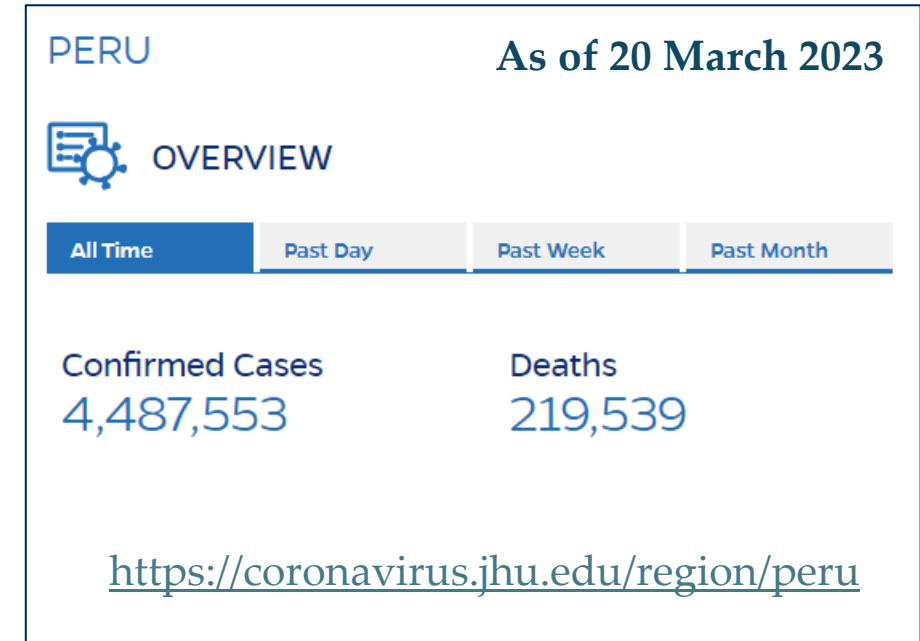 PERU
As of 20 March 2023
OVERVIEW
All Time
Past Day
Past Week
Past Month
Confirmed Cases
4,487,553
Deaths
219,539
https://coronavirus.jhu.edu/region/peru